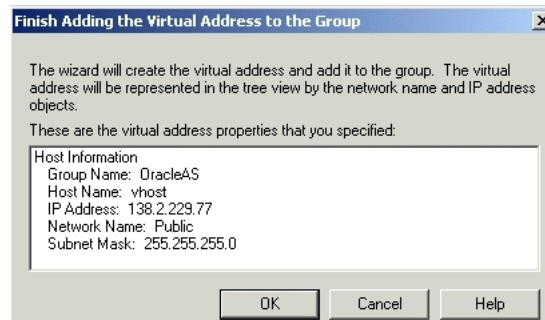 Finish Adding the Virtual Address to the Group
The wizard will create the virtual address and add it to the group. The virtual
address will be represented in the tree view by the network name and IP address
objects.
These are the virtual address properties that you specified:
Host Information
Group Name: OracleAS
Host Name: vhost
IP Address: 138.2.229.77
Network Name: Public
Subnet Mask: 255.255.255.0
OK Cancel Help